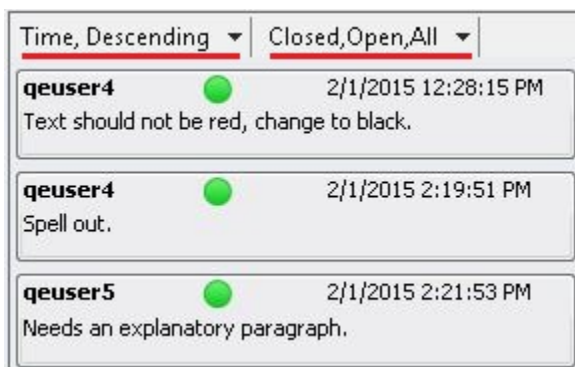 Time, Descending Closed,Open,All
qeuser4 2/1/2015 12:28:15 PM
Text should not be red, change to black.
qeuser4 2/1/2015 2:19:51 PM
Spell out.
qeuser5 2/1/2015 2:21:53 PM
Needs an explanatory paragraph.